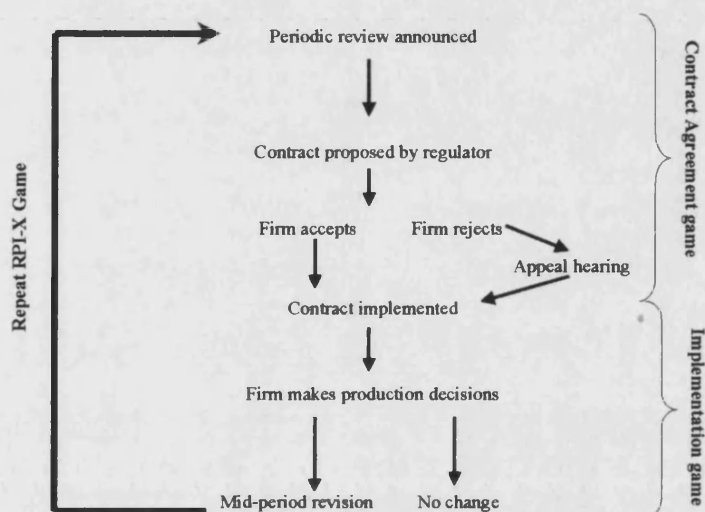 Periodic review announced
Contract proposed by regulator
Firm accepts
Firm rejects
Appeal hearing
Contract implemented
Firm makes production decisions
Mid-period revision
No change
Repeat RPI-X Game
Contract Agreement game
Implementation game